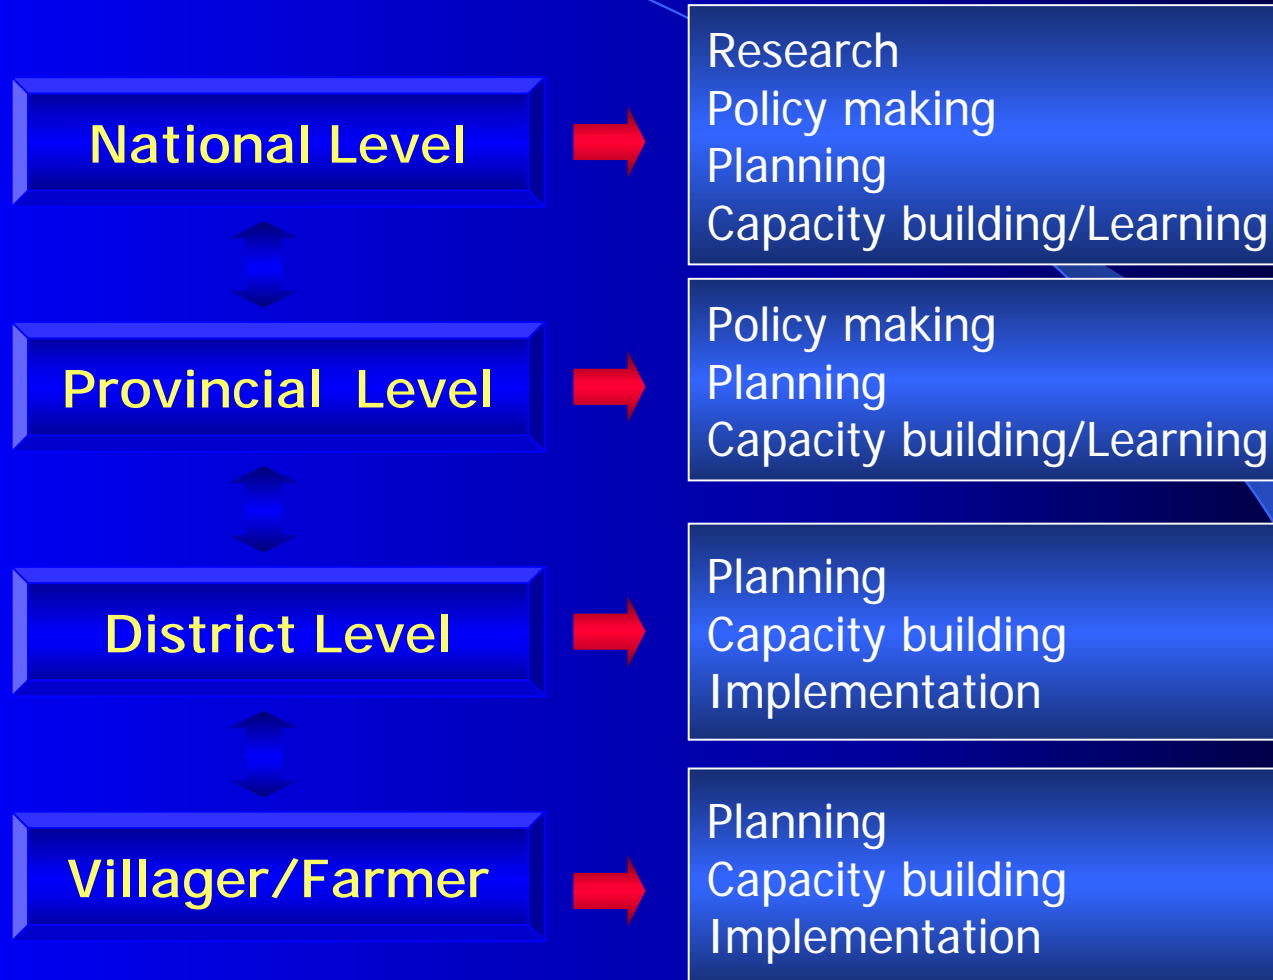 National Level
Research
Policy making
Planning
Capacity building/Learning
Provincial Level
Policy making
Planning
Capacity building/Learning
District Level
Planning
Capacity building
Implementation
Villager/Farmer
Planning
Capacity building
Implementation